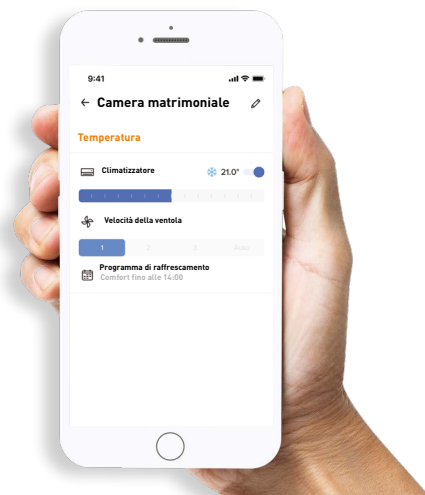 9:41
Camera matrimoniale
Temperatura
Climatizzatore 21.0°
Velocità della ventola
1 2 3 Auto
Programma di raffrescamento
Comfort fino alle 14:00